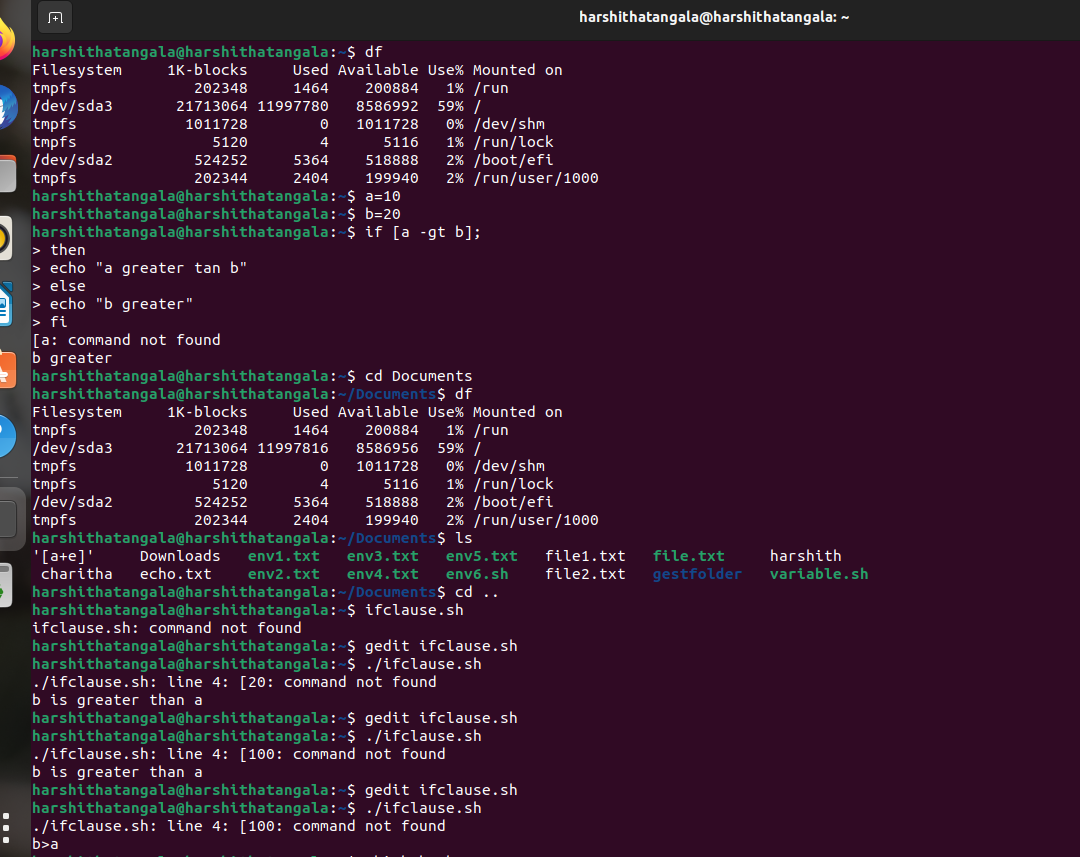 harshithatangala@harshithatangala: ~
harshithatangala@harshithatangala:~$ df
Filesystem     1K-blocks     Used Available Use% Mounted on
tmpfs             202348     1464    200884   1% /run
/dev/sda3       21713064 11997780   8586992  59% /
tmpfs            1011728        0   1011728   0% /dev/shm
tmpfs               5120        4      5116   1% /run/lock
/dev/sda2         524252     5364    518888   2% /boot/efi
tmpfs             202344     2404    199940   2% /run/user/1000
harshithatangala@harshithatangala:~$ a=10
harshithatangala@harshithatangala:~$ b=20
harshithatangala@harshithatangala:~$ if [a -gt b];
> then
> echo "a greater tan b"
> else
> echo "b greater"
> fi
[a: command not found
b greater
harshithatangala@harshithatangala:~$ cd Documents
harshithatangala@harshithatangala:~/Documents$ df
Filesystem     1K-blocks     Used Available Use% Mounted on
tmpfs             202348     1464    200884   1% /run
/dev/sda3       21713064 11997816   8586956  59% /
tmpfs            1011728        0   1011728   0% /dev/shm
tmpfs               5120        4      5116   1% /run/lock
/dev/sda2         524252     5364    518888   2% /boot/efi
tmpfs             202344     2404    199940   2% /run/user/1000
harshithatangala@harshithatangala:~/Documents$ ls
'[a+e]'     Downloads   env1.txt   env3.txt   env5.txt   file1.txt   file.txt     harshith
 charitha   echo.txt    env2.txt   env4.txt   env6.sh    file2.txt   gestfolder   variable.sh
harshithatangala@harshithatangala:~/Documents$ cd ..
harshithatangala@harshithatangala:~$ ifclause.sh
ifclause.sh: command not found
harshithatangala@harshithatangala:~$ gedit ifclause.sh
harshithatangala@harshithatangala:~$ ./ifclause.sh
./ifclause.sh: line 4: [20: command not found
b is greater than a
harshithatangala@harshithatangala:~$ gedit ifclause.sh
harshithatangala@harshithatangala:~$ ./ifclause.sh
./ifclause.sh: line 4: [100: command not found
b is greater than a
harshithatangala@harshithatangala:~$ gedit ifclause.sh
harshithatangala@harshithatangala:~$ ./ifclause.sh
./ifclause.sh: line 4: [100: command not found
b>a